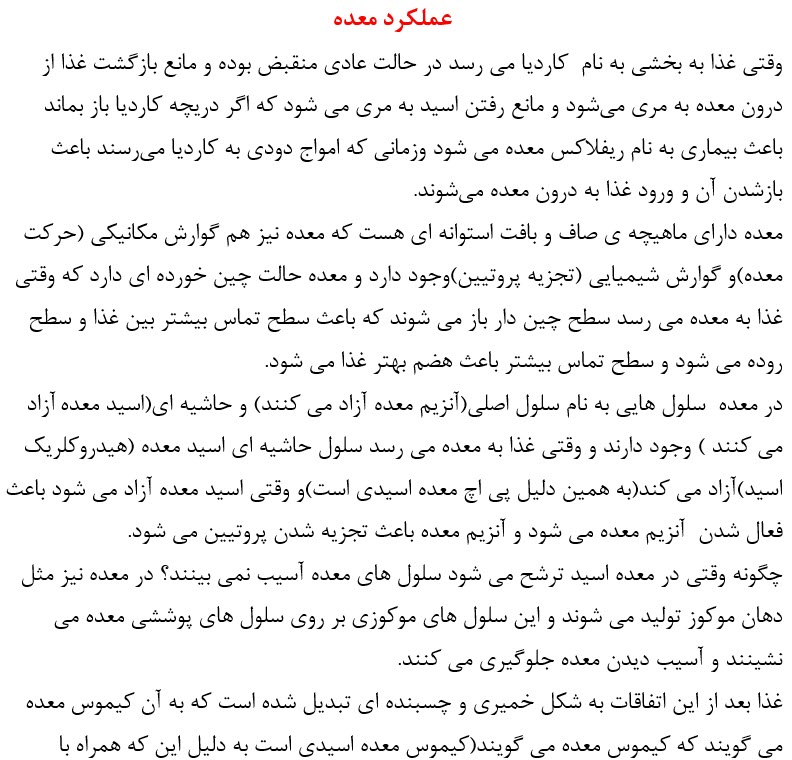 عملکرد معده
وقتی غذا به بخشی به نام کاردیا می رسد در حالت عادی منقبض بوده و مانع بازگشت غذا از
درون معده به مری می‌شود و مانع رفتن اسید به مری می شود که اگر دریچه کاردیا باز بماند
باعث بیماری به نام ریفلاکس معده می شود وزمانی که امواج دودی به کاردیا می‌رسند باعث
بازشدن آن و ورود غذا به درون معده می‌شوند.
معده دارای ماهیچه ی صاف و بافت استوانه ای هست که معده نیز هم گوارش مکانیکی (حرکت
معده)و گوارش شیمیایی (تجزیه پروتیین)وجود دارد و معده حالت چین خورده ای دارد که وقتی
غذا به معده می رسد سطح چین دار باز می شوند که باعث سطح تماس بیشتر بین غذا و سطح
روده می شود و سطح تماس بیشتر باعث هضم بهتر غذا می شود.
در معده سلول هایی به نام سلول اصلی(آنزیم معده آزاد می کنند) و حاشیه ای(اسید معده آزاد
می کنند ) وجود دارند و وقتی غذا به معده می رسد سلول حاشیه ای اسید معده (هیدروکلریک
اسید)آزاد می کند(به همین دلیل پی اچ معده اسیدی است)و وقتی اسید معده آزاد می شود باعث
فعال شدن آنزیم معده می شود و آنزیم معده باعث تجزیه شدن پروتیین می شود.
چگونه وقتی در معده اسید ترشح می شود سلول های معده آسیب نمی بینند؟ در معده نیز مثل
دهان موکوز تولید می شوند و این سلول های موکوزی بر روی سلول های پوششی معده می
نشینند و آسیب دیدن معده جلوگیری می کنند.
غذا بعد از این اتفاقات به شکل خمیری و چسبنده ای تبدیل شده است که به آن کیموس معده
می گویند که کیموس معده می گویند(کیموس معده اسیدی است به دلیل این که همراه با